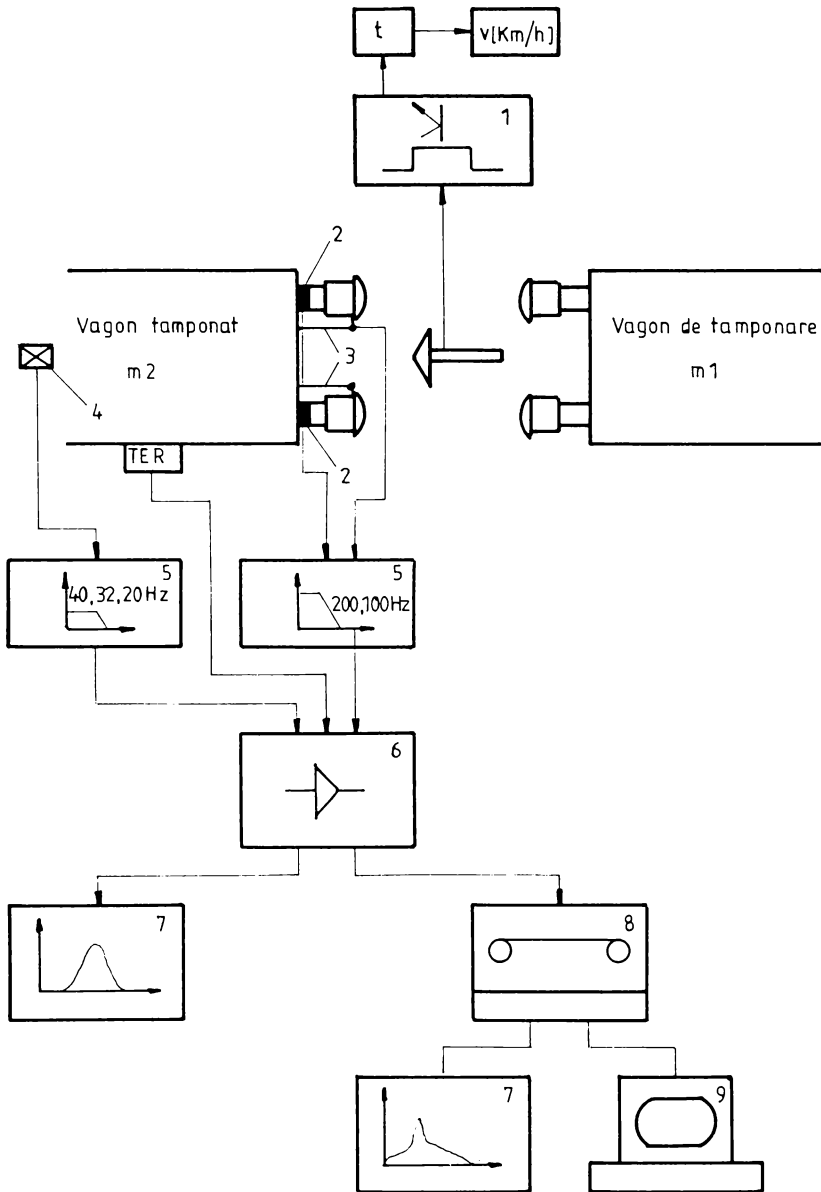 t
v[Km/h]
1
2
Vagon tamponat
m2
3
4
2
TER
Vagon de tamponare
m1
5
40,32,20Hz
5
200,100Hz
6
7
8
7
9